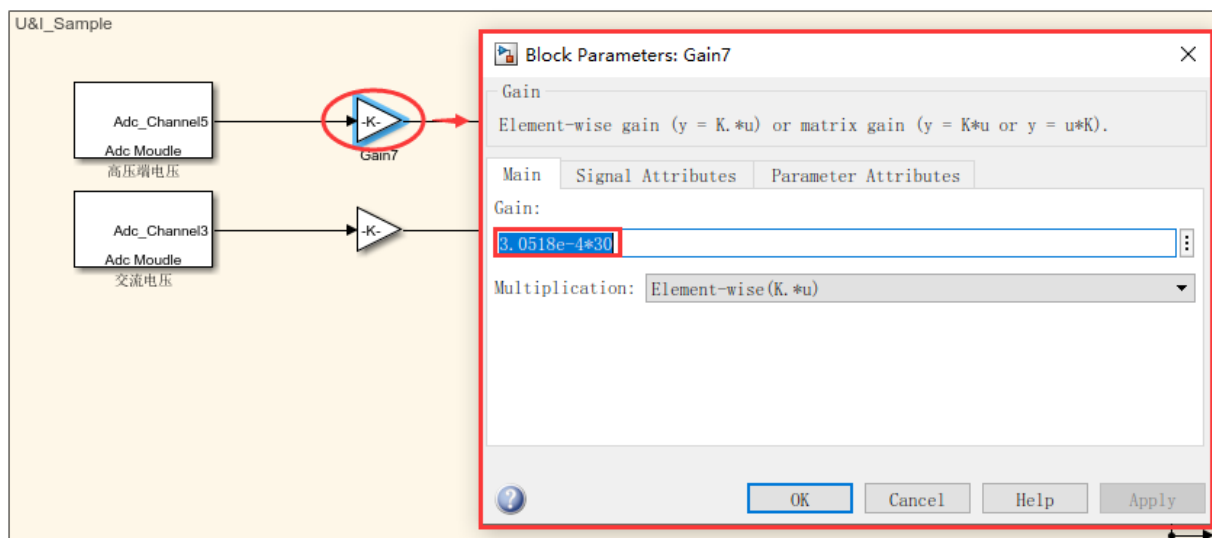 U&I_Sample
Adc_Channel5
Adc Moudle
高压端电压
-K-
Gain7
Adc_Channel3
Adc Moudle
交流电压
-K-
Block Parameters: Gain7
Gain
Element-wise gain (y = K.*u) or matrix gain (y = K*u or y = u*K).
Main Signal Attributes Parameter Attributes
Gain:
3.0518e-4*30
Multiplication: Element-wise(K.*u)
OK Cancel Help Apply